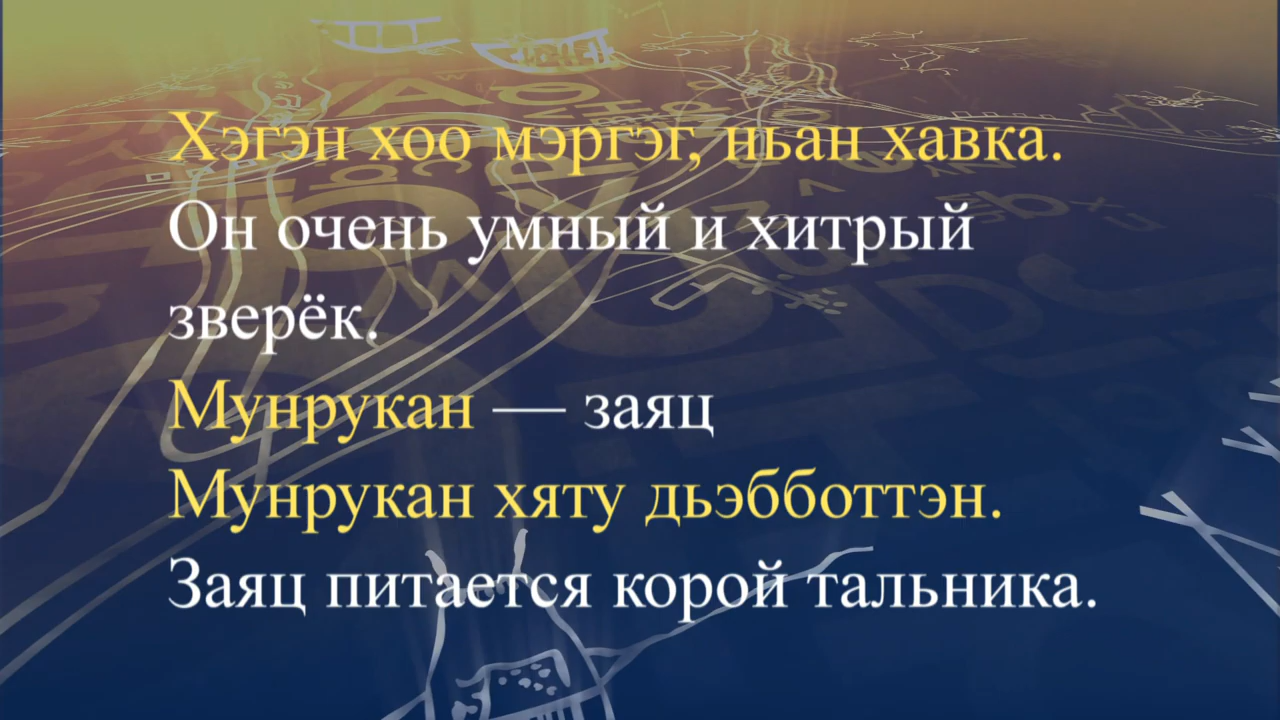 Хэгэн хоо мэргэг, ньан хавка.
Он очень умный и хитрый
зверёк.
Мунрукан — заяц
Мунрукан хяту дьэбботтэн.
Заяц питается корой тальника.